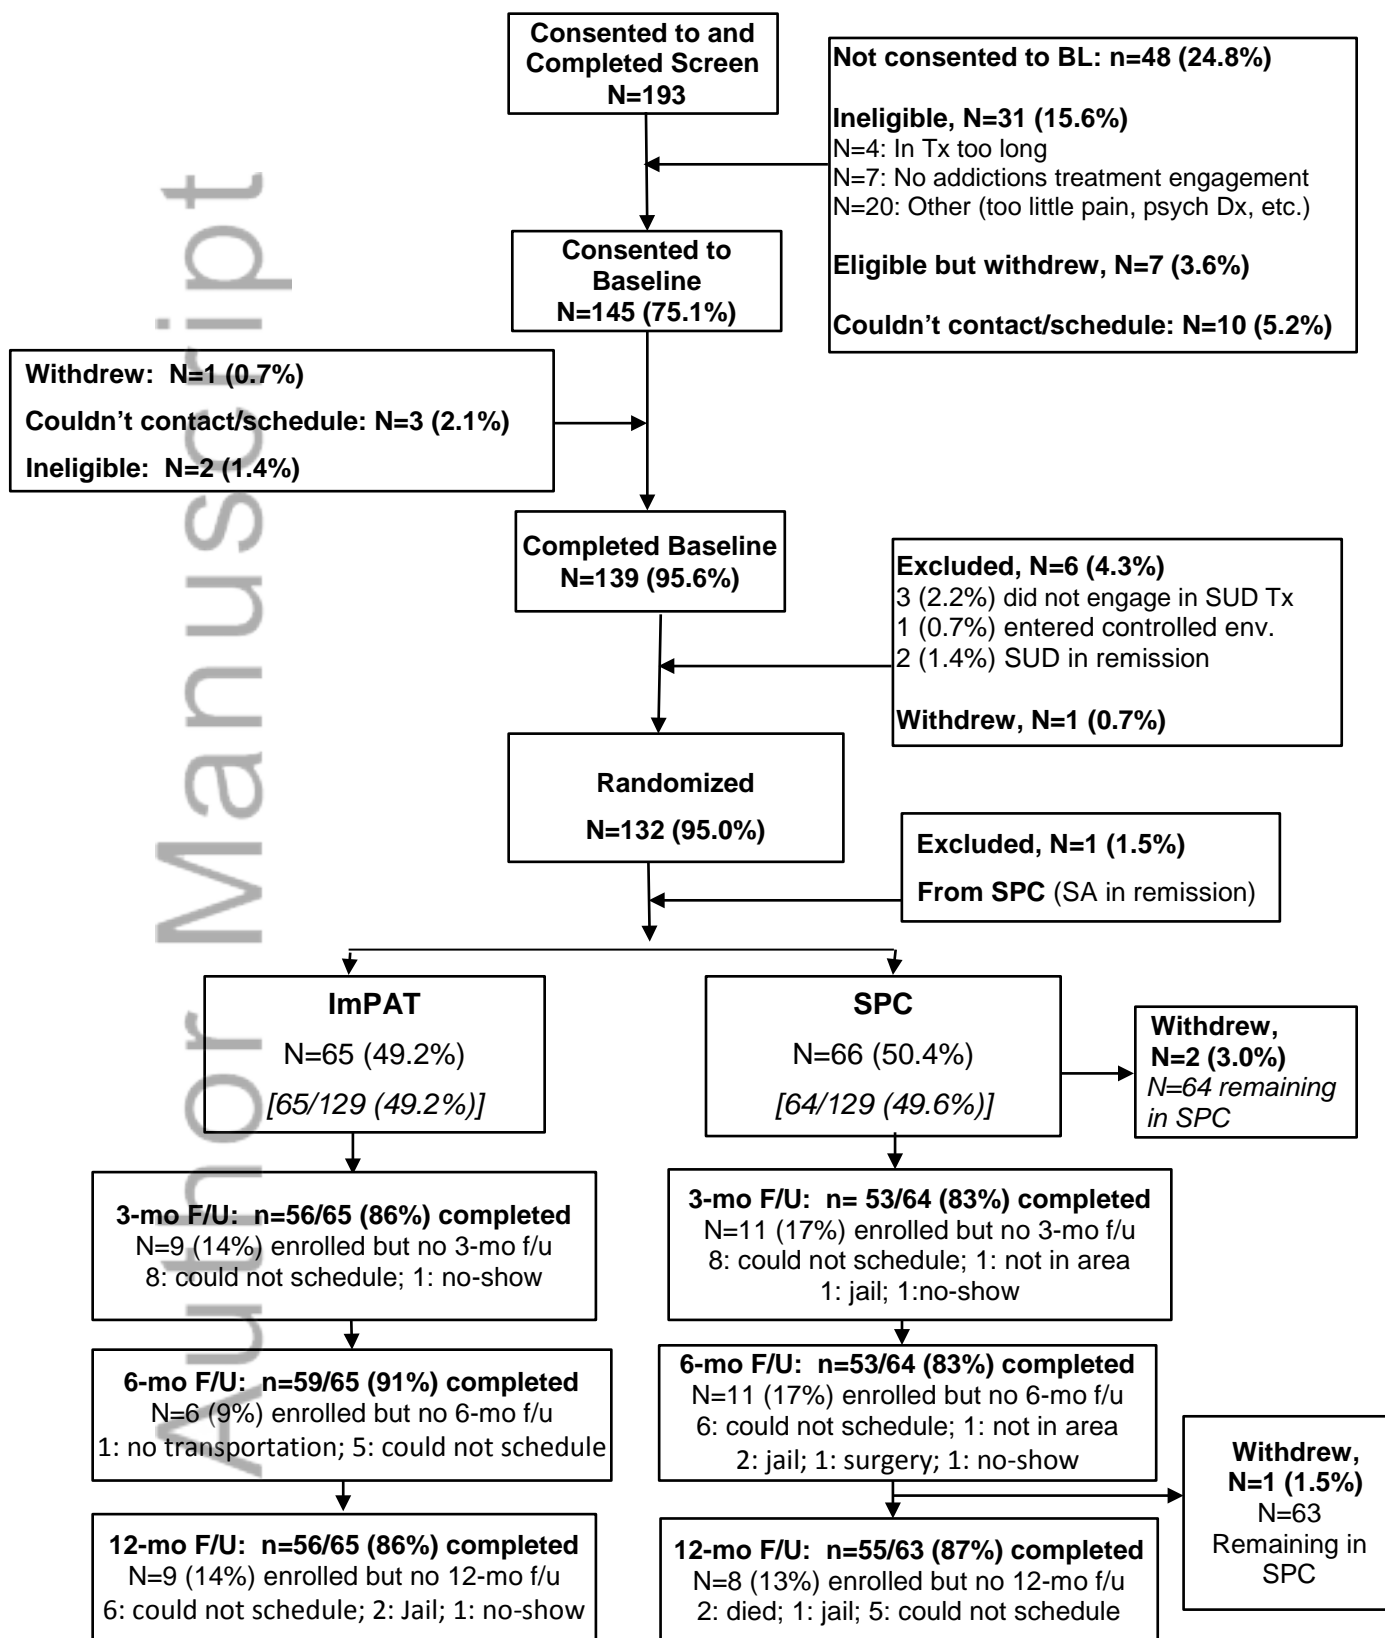 Author Manuscript
Consented to and
Completed Screen
N=193
Not consented to BL: n=48 (24.8%)
Ineligible, N=31 (15.6%)
N=4: In Tx too long
N=7: No addictions treatment engagement
N=20: Other (too little pain, psych Dx, etc.)
Eligible but withdrew, N=7 (3.6%)
Couldn’t contact/schedule: N=10 (5.2%)
Consented to
Baseline
N=145 (75.1%)
Withdrew:  N=1 (0.7%)
Couldn’t contact/schedule: N=3 (2.1%)
Ineligible:  N=2 (1.4%)
Completed Baseline
N=139 (95.6%)
Excluded, N=6 (4.3%)
3 (2.2%) did not engage in SUD Tx
1 (0.7%) entered controlled env.
2 (1.4%) SUD in remission
Withdrew, N=1 (0.7%)
Randomized
N=132 (95.0%)
Excluded, N=1 (1.5%)
From SPC (SA in remission)
ImPAT
N=65 (49.2%)
[65/129 (49.2%)]
SPC
N=66 (50.4%)
[64/129 (49.6%)]
Withdrew,
N=2 (3.0%)
N=64 remaining
in SPC
3-mo F/U:  n=56/65 (86%) completed
N=9 (14%) enrolled but no 3-mo f/u
8: could not schedule; 1: no-show
3-mo F/U:  n= 53/64 (83%) completed
N=11 (17%) enrolled but no 3-mo f/u
8: could not schedule; 1: not in area
1: jail; 1:no-show
6-mo F/U:  n=59/65 (91%) completed
N=6 (9%) enrolled but no 6-mo f/u
1: no transportation; 5: could not schedule
6-mo F/U:  n=53/64 (83%) completed
N=11 (17%) enrolled but no 6-mo f/u
6: could not schedule; 1: not in area
2: jail; 1: surgery; 1: no-show
Withdrew,
N=1 (1.5%)
N=63
Remaining in
SPC
12-mo F/U:  n=56/65 (86%) completed
N=9 (14%) enrolled but no 12-mo f/u
6: could not schedule; 2: Jail; 1: no-show
12-mo F/U:  n=55/63 (87%) completed
N=8 (13%) enrolled but no 12-mo f/u
2: died; 1: jail; 5: could not schedule